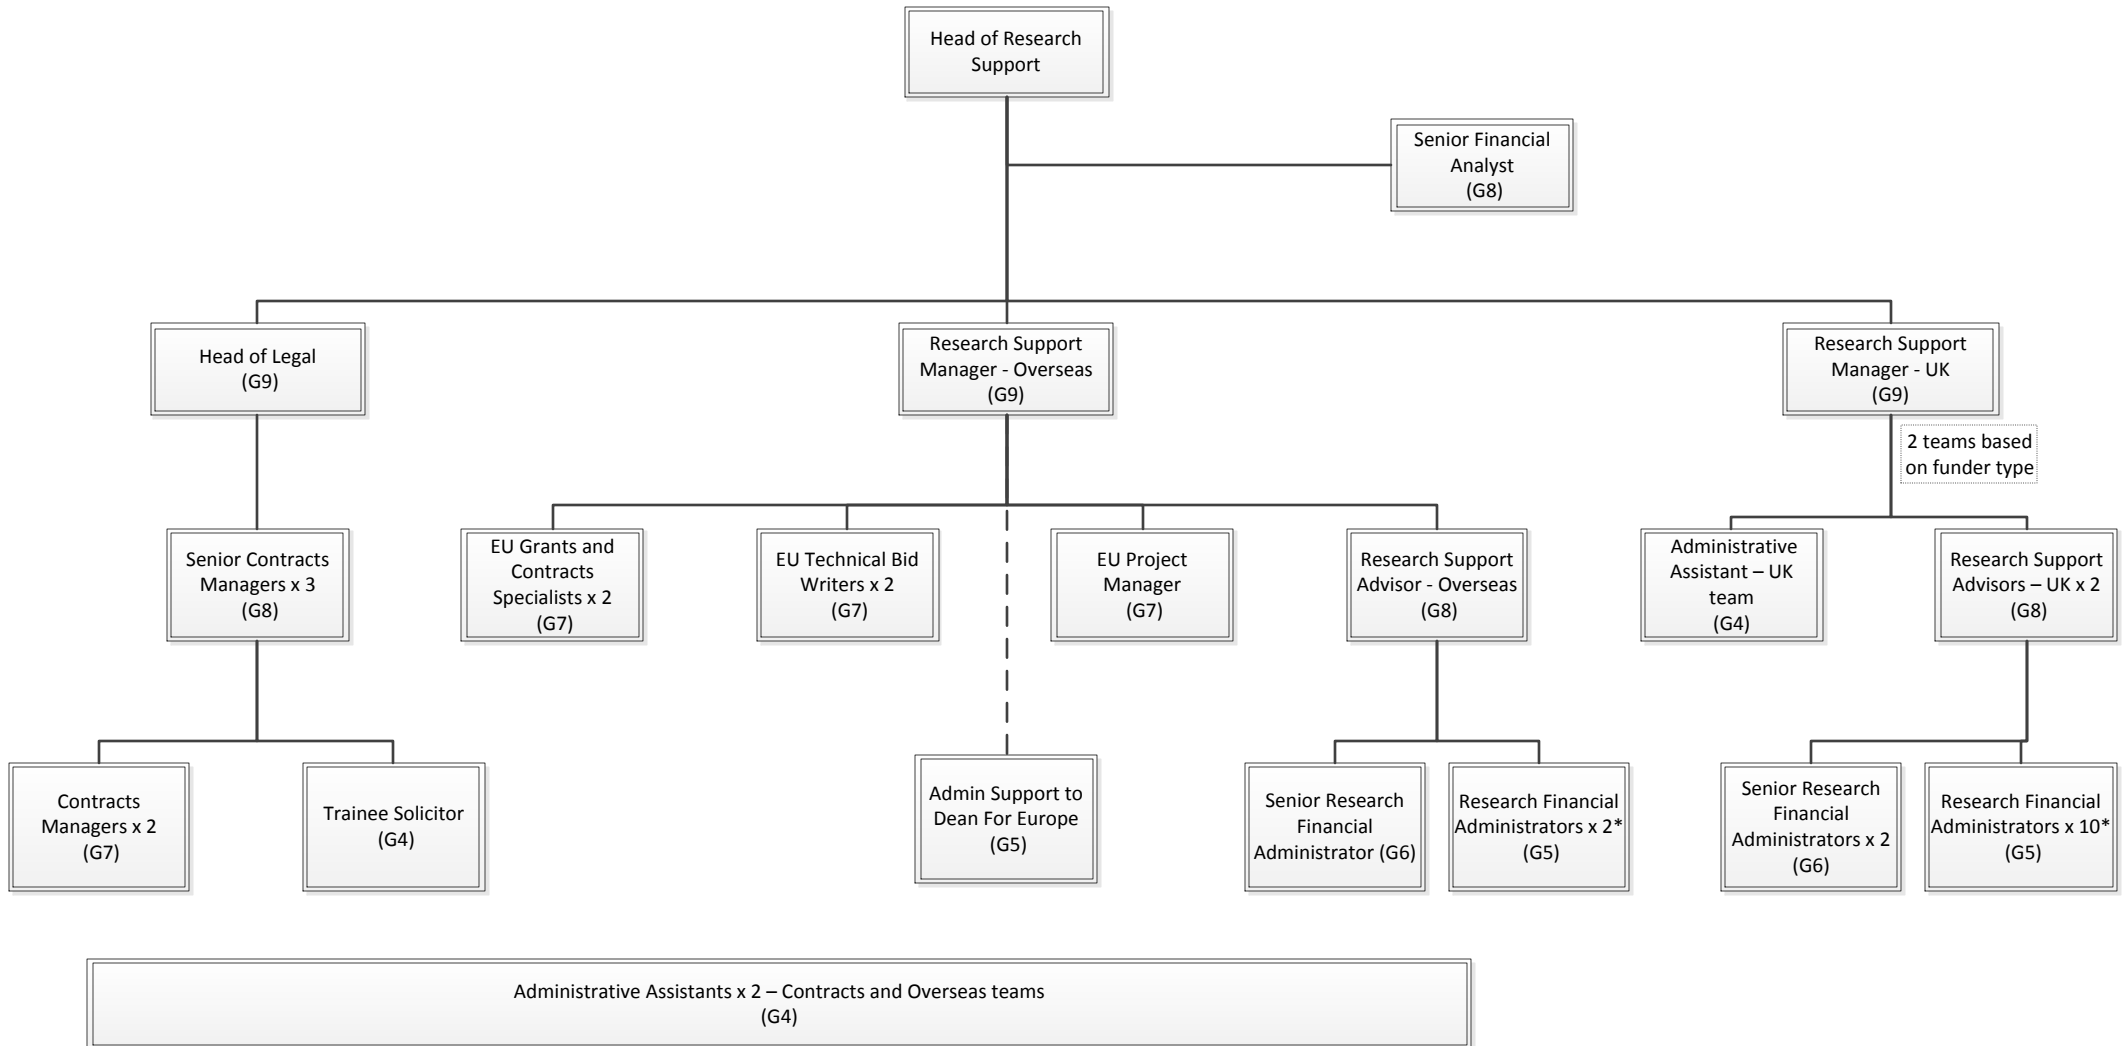 Head of Research
Support
Senior Financial
Analyst
(G8)
Head of Legal
(G9)
Research Support
Manager - Overseas
(G9)
Research Support
Manager - UK
(G9)
2 teams based
on funder type
Senior Contracts
Managers x 3
(G8)
EU Grants and
Contracts
Specialists x 2
(G7)
EU Technical Bid
Writers x 2
(G7)
EU Project
Manager
(G7)
Research Support
Advisor - Overseas
(G8)
Administrative
Assistant – UK
team
(G4)
Research Support
Advisors – UK x 2
(G8)
Contracts
Managers x 2
(G7)
Trainee Solicitor
(G4)
Admin Support to
Dean For Europe
(G5)
Senior Research
Financial
Administrator (G6)
Research Financial
Administrators x 2*
(G5)
Senior Research
Financial
Administrators x 2
(G6)
Research Financial
Administrators x 10*
(G5)
Administrative Assistants x 2 – Contracts and Overseas teams
(G4)